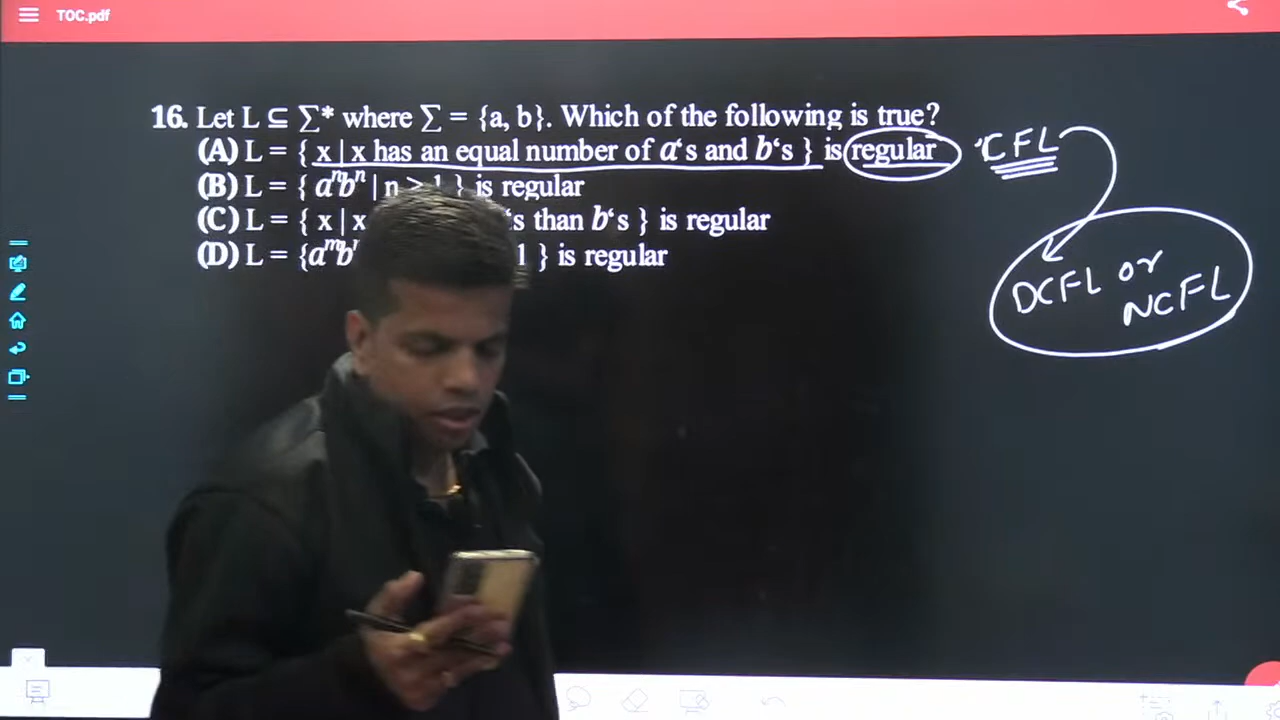 TOC.pdf
16. Let L ⊆ ∑* where ∑ = {a, b}. Which of the following is true?
(A) L = { x | x has an equal number of a‘s and b‘s } is regular
CFL
(B) L = { aⁿbⁿ | n ≥ 1 } is regular
(C) L = { x | x ‘s than b‘s } is regular
(D) L = {aᵐb 1 } is regular
DCFL or
NCFL